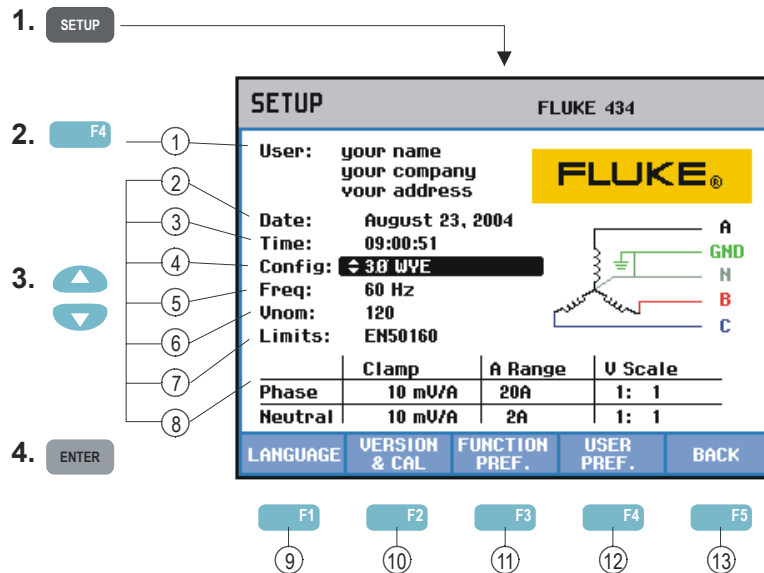 1. SETUP
SETUP FLUKE 434
2. F4 1
User: your name
your company
your address
FLUKE®
2
3
4
5
6
7
8
3.
Date: August 23, 2004
Time: 09:00:51
Config: 3Ø WYE
Freq: 60 Hz
Vnom: 120
Limits: EN50160
A
GND
N
B
C
Clamp A Range V Scale
Phase 10 mV/A 20A 1: 1
Neutral 10 mV/A 2A 1: 1
4. ENTER
LANGUAGE VERSION & CAL FUNCTION PREF. USER PREF. BACK
F1 F2 F3 F4 F5
9 10 11 12 13